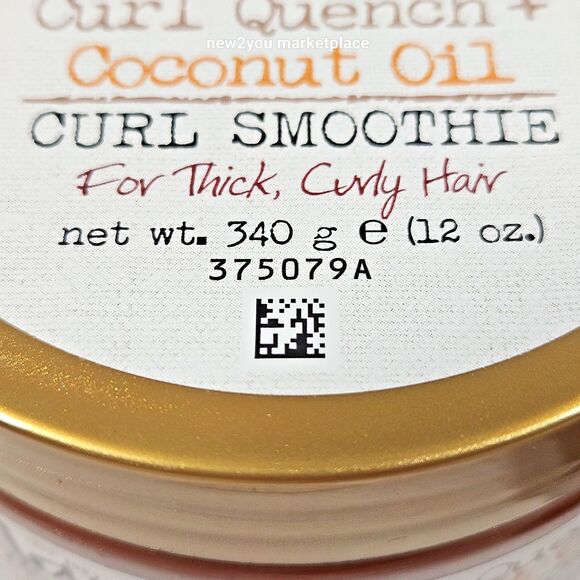 Curl Quench +
new2you marketplace
Coconut Oil
CURL SMOOTHIE
For Thick, Curly Hair
net wt. 340 g e (12 oz.)
375079A